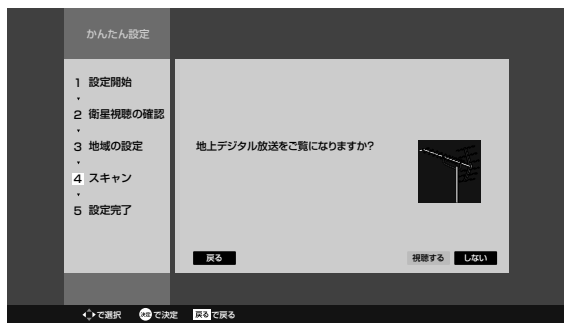 かんたん設定
1 設定開始
2 衛星視聴の確認
3 地域の設定
4 スキャン
5 設定完了
地上デジタル放送をご覧になりますか?
戻る 視聴する しない
で選択 決定 で決定 戻る で戻る